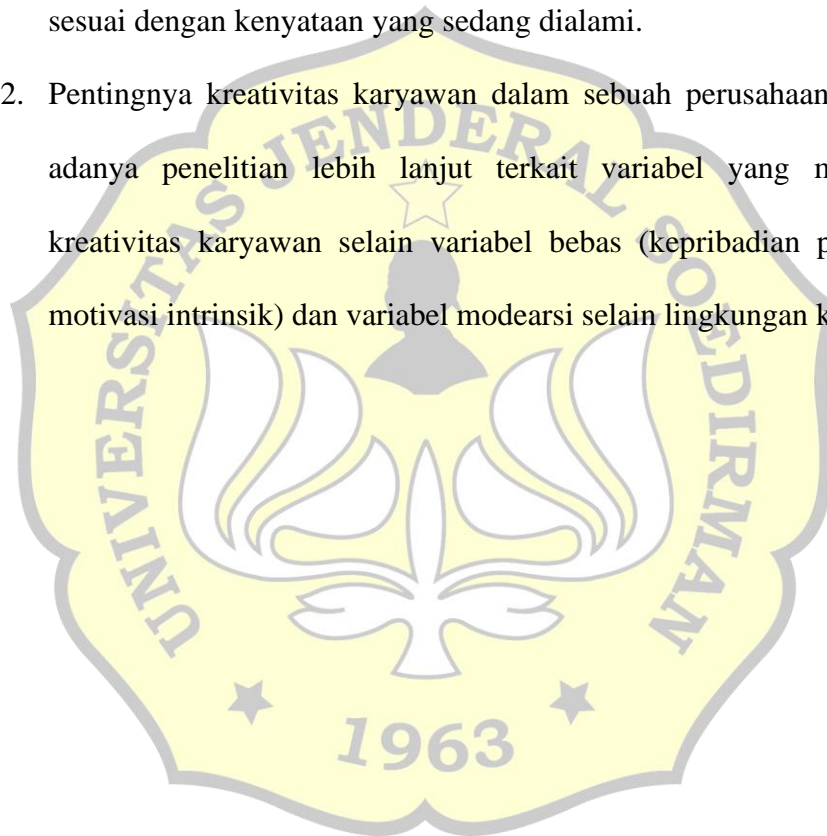 sesuai dengan kenyataan yang sedang dialami.
2. Pentingnya kreativitas karyawan dalam sebuah perusahaan
adanya penelitian lebih lanjut terkait variabel yang m
kreativitas karyawan selain variabel bebas (kepribadian p
motivasi intrinsik) dan variabel modearsi selain lingkungan k
UNIVERSITAS JENDERAL SOEDIRMAN
1963